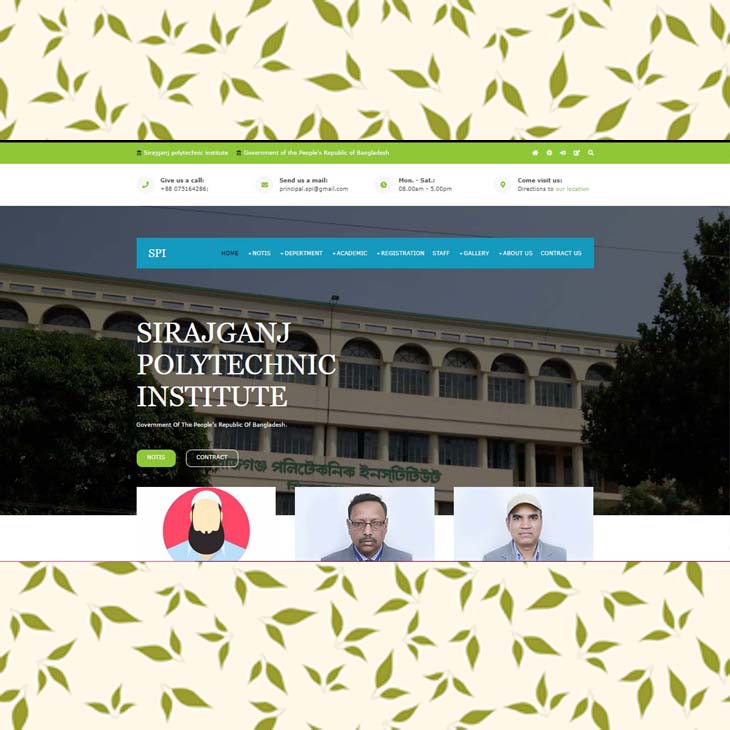 Sirajganj polytechnic institute Government of the People's Republic of Bangladesh
Give us a call:
+88 075164286;
Send us a mail:
principal.spi@gmail.com
Mon. - Sat.:
08.00am - 5.00pm
Come visit us:
Directions to our location
SPI HOME NOTIS DEPERTMENT ACADEMIC REGISTRATION STAFF GALLERY ABOUT US CONTRACT US
SIRAJGANJ
POLYTECHNIC
INSTITUTE
Government Of The People's Republic Of Bangladesh.
NOTIS CONTRACT
পলিটেকনিক ইনস্টিটিউট